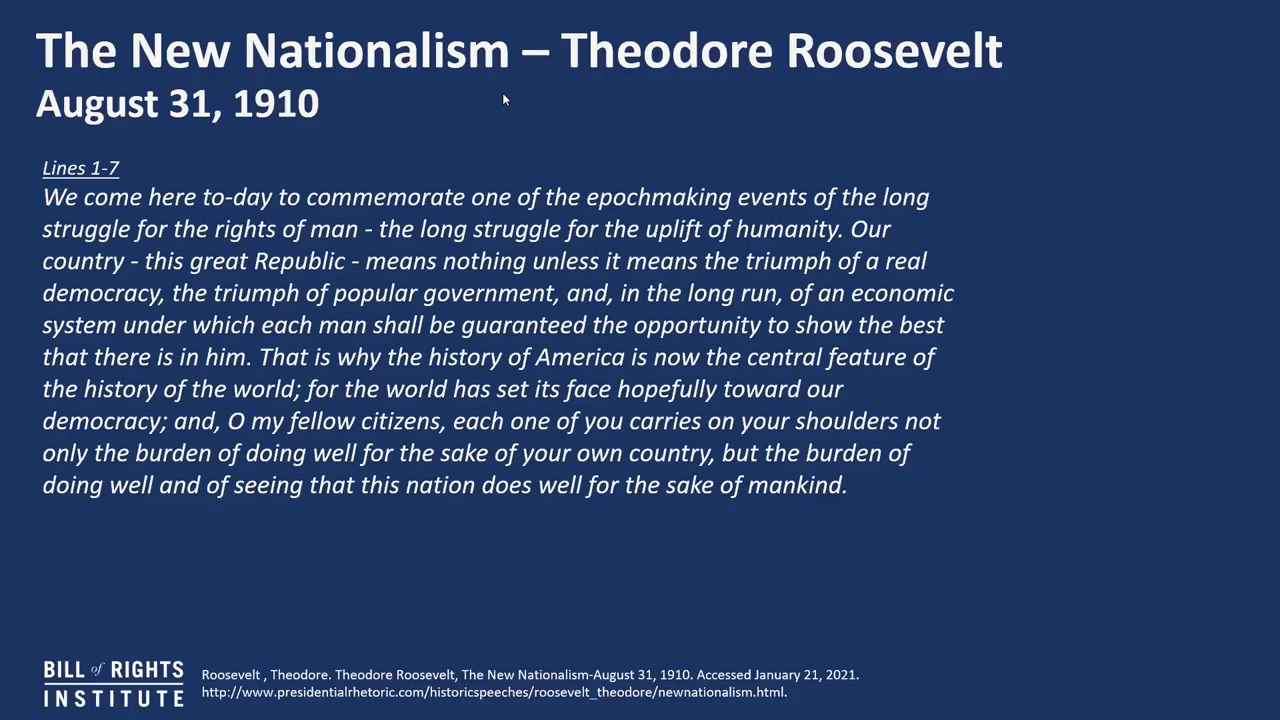 The New Nationalism – Theodore Roosevelt
August 31, 1910
Lines 1-7
We come here to-day to commemorate one of the epochmaking events of the long
struggle for the rights of man - the long struggle for the uplift of humanity. Our
country - this great Republic - means nothing unless it means the triumph of a real
democracy, the triumph of popular government, and, in the long run, of an economic
system under which each man shall be guaranteed the opportunity to show the best
that there is in him. That is why the history of America is now the central feature of
the history of the world; for the world has set its face hopefully toward our
democracy; and, O my fellow citizens, each one of you carries on your shoulders not
only the burden of doing well for the sake of your own country, but the burden of
doing well and of seeing that this nation does well for the sake of mankind.
BILL of RIGHTS
INSTITUTE
Roosevelt , Theodore. Theodore Roosevelt, The New Nationalism-August 31, 1910. Accessed January 21, 2021.
http://www.presidentialrhetoric.com/historicspeeches/roosevelt_theodore/newnationalism.html.